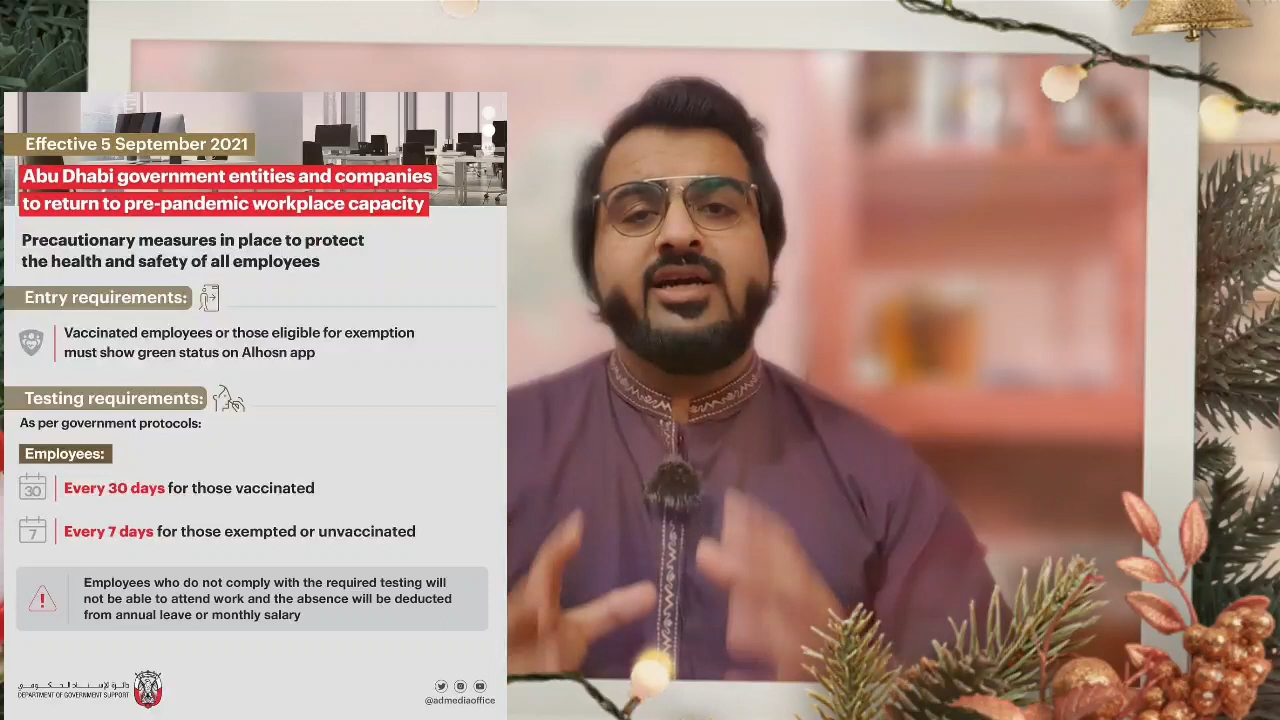 Effective 5 September 2021
Abu Dhabi government entities and companies
to return to pre-pandemic workplace capacity
Precautionary measures in place to protect
the health and safety of all employees
Entry requirements:
Vaccinated employees or those eligible for exemption
must show green status on Alhosn app
Testing requirements:
As per government protocols:
Employees:
30
Every 30 days for those vaccinated
7
Every 7 days for those exempted or unvaccinated
Employees who do not comply with the required testing will
not be able to attend work and the absence will be deducted
from annual leave or monthly salary
دائرة الإسناد الحكومي
DEPARTMENT OF GOVERNMENT SUPPORT
@admediaoffice